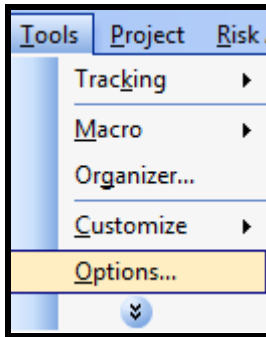 Tools Project Risk
Tracking
Macro
Organizer...
Customize
Options...